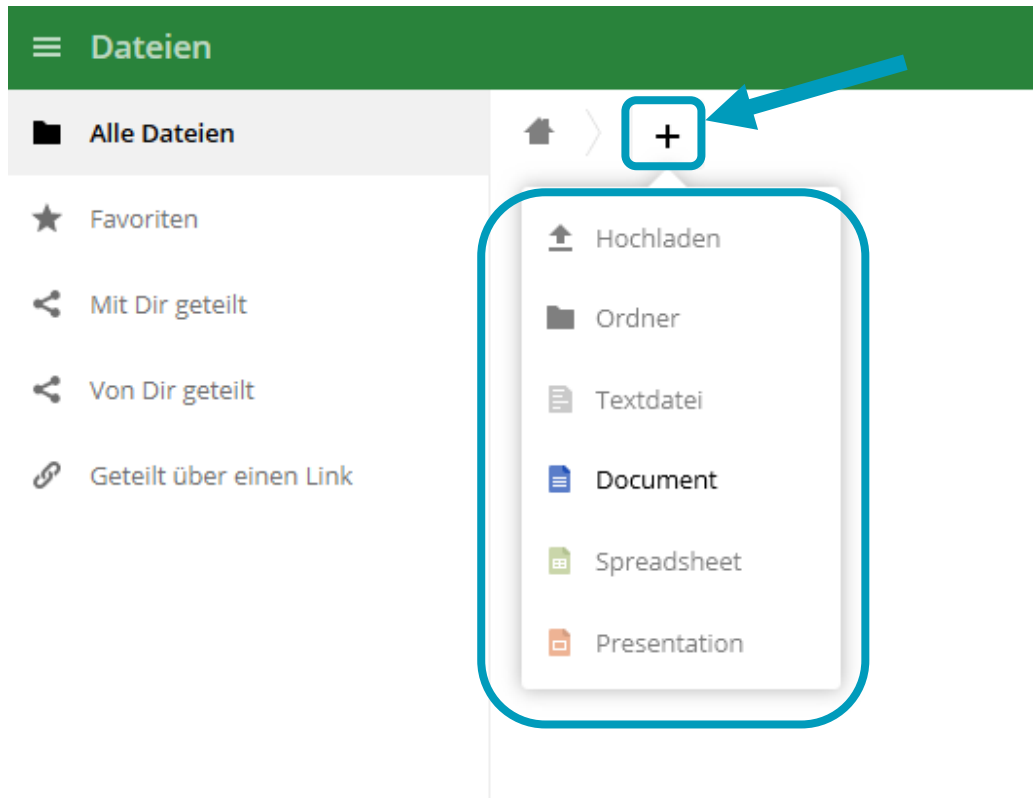 Dateien
Alle Dateien
Favoriten
Mit Dir geteilt
Von Dir geteilt
Geteilt über einen Link
+
Hochladen
Ordner
Textdatei
Document
Spreadsheet
Presentation